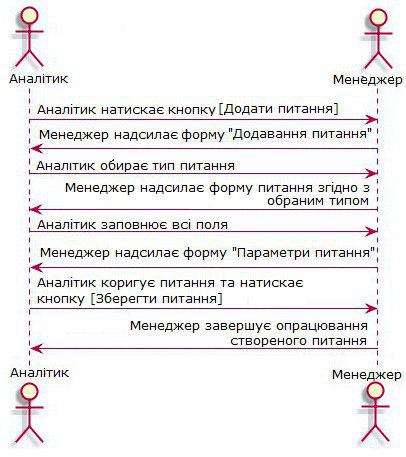 Аналітик
Менеджер
Аналітик натискає кнопку [Додати питання]
Менеджер надсилає форму "Додавання питання"
Аналітик обирає тип питання
Менеджер надсилає форму питання згідно з
обраним типом
Аналітик заповнює всі поля
Менеджер надсилає форму "Параметри питання"
Аналітик коригує питання та натискає
кнопку [Зберегти питання]
Менеджер завершує опрацювання
створеного питання
Аналітик
Менеджер